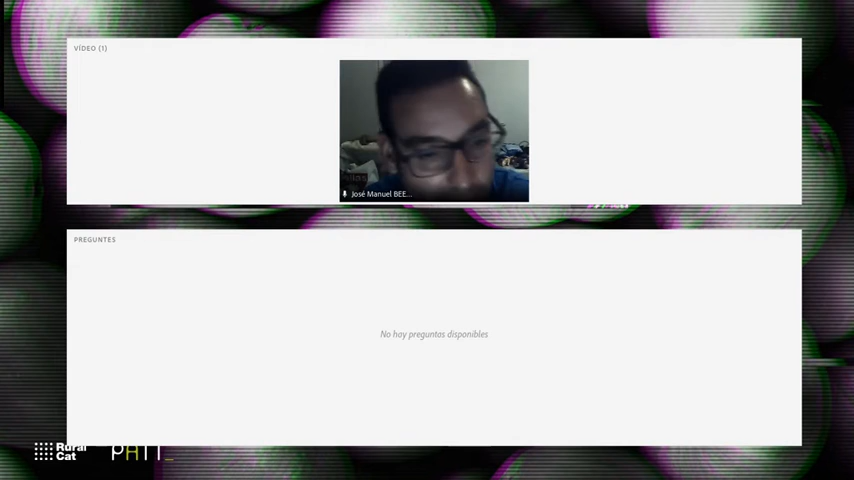 VÍDEO (1)
José Manuel BEE...
PREGUNTES
No hay preguntas disponibles
Rural
Cat
PATT_